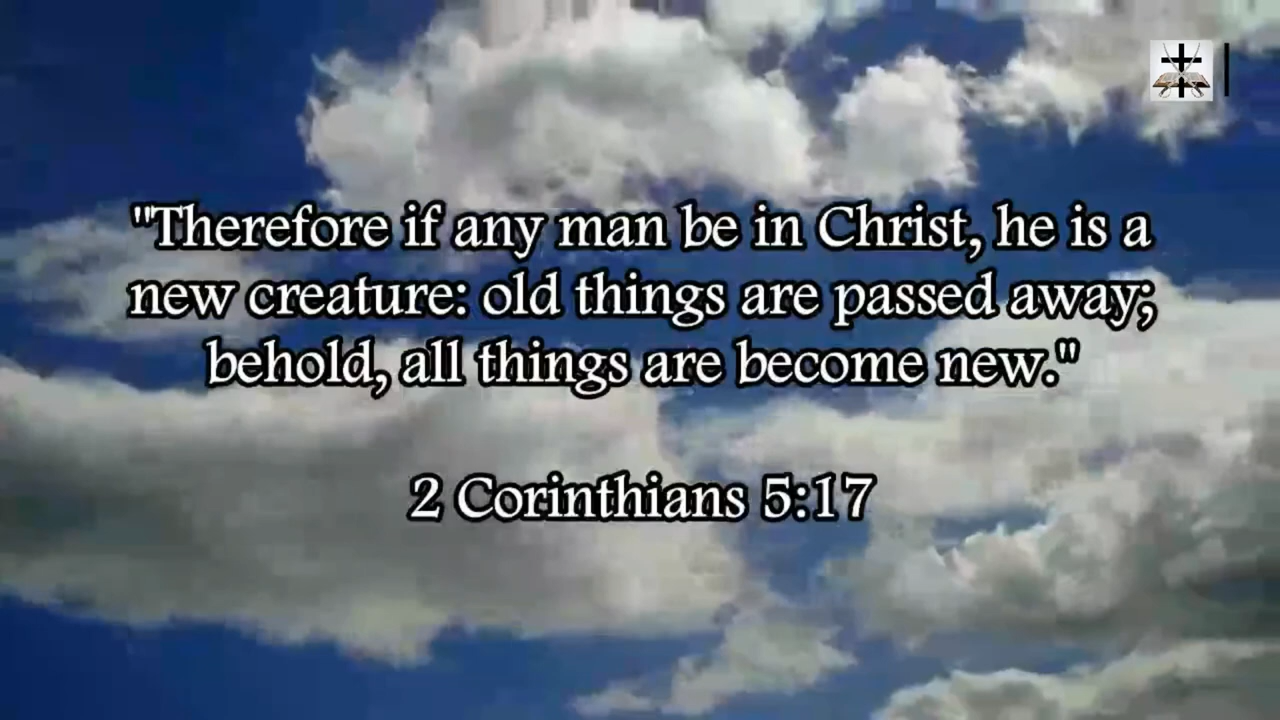 "Therefore if any man be in Christ, he is a
new creature: old things are passed away;
behold, all things are become new."
2 Corinthians 5:17